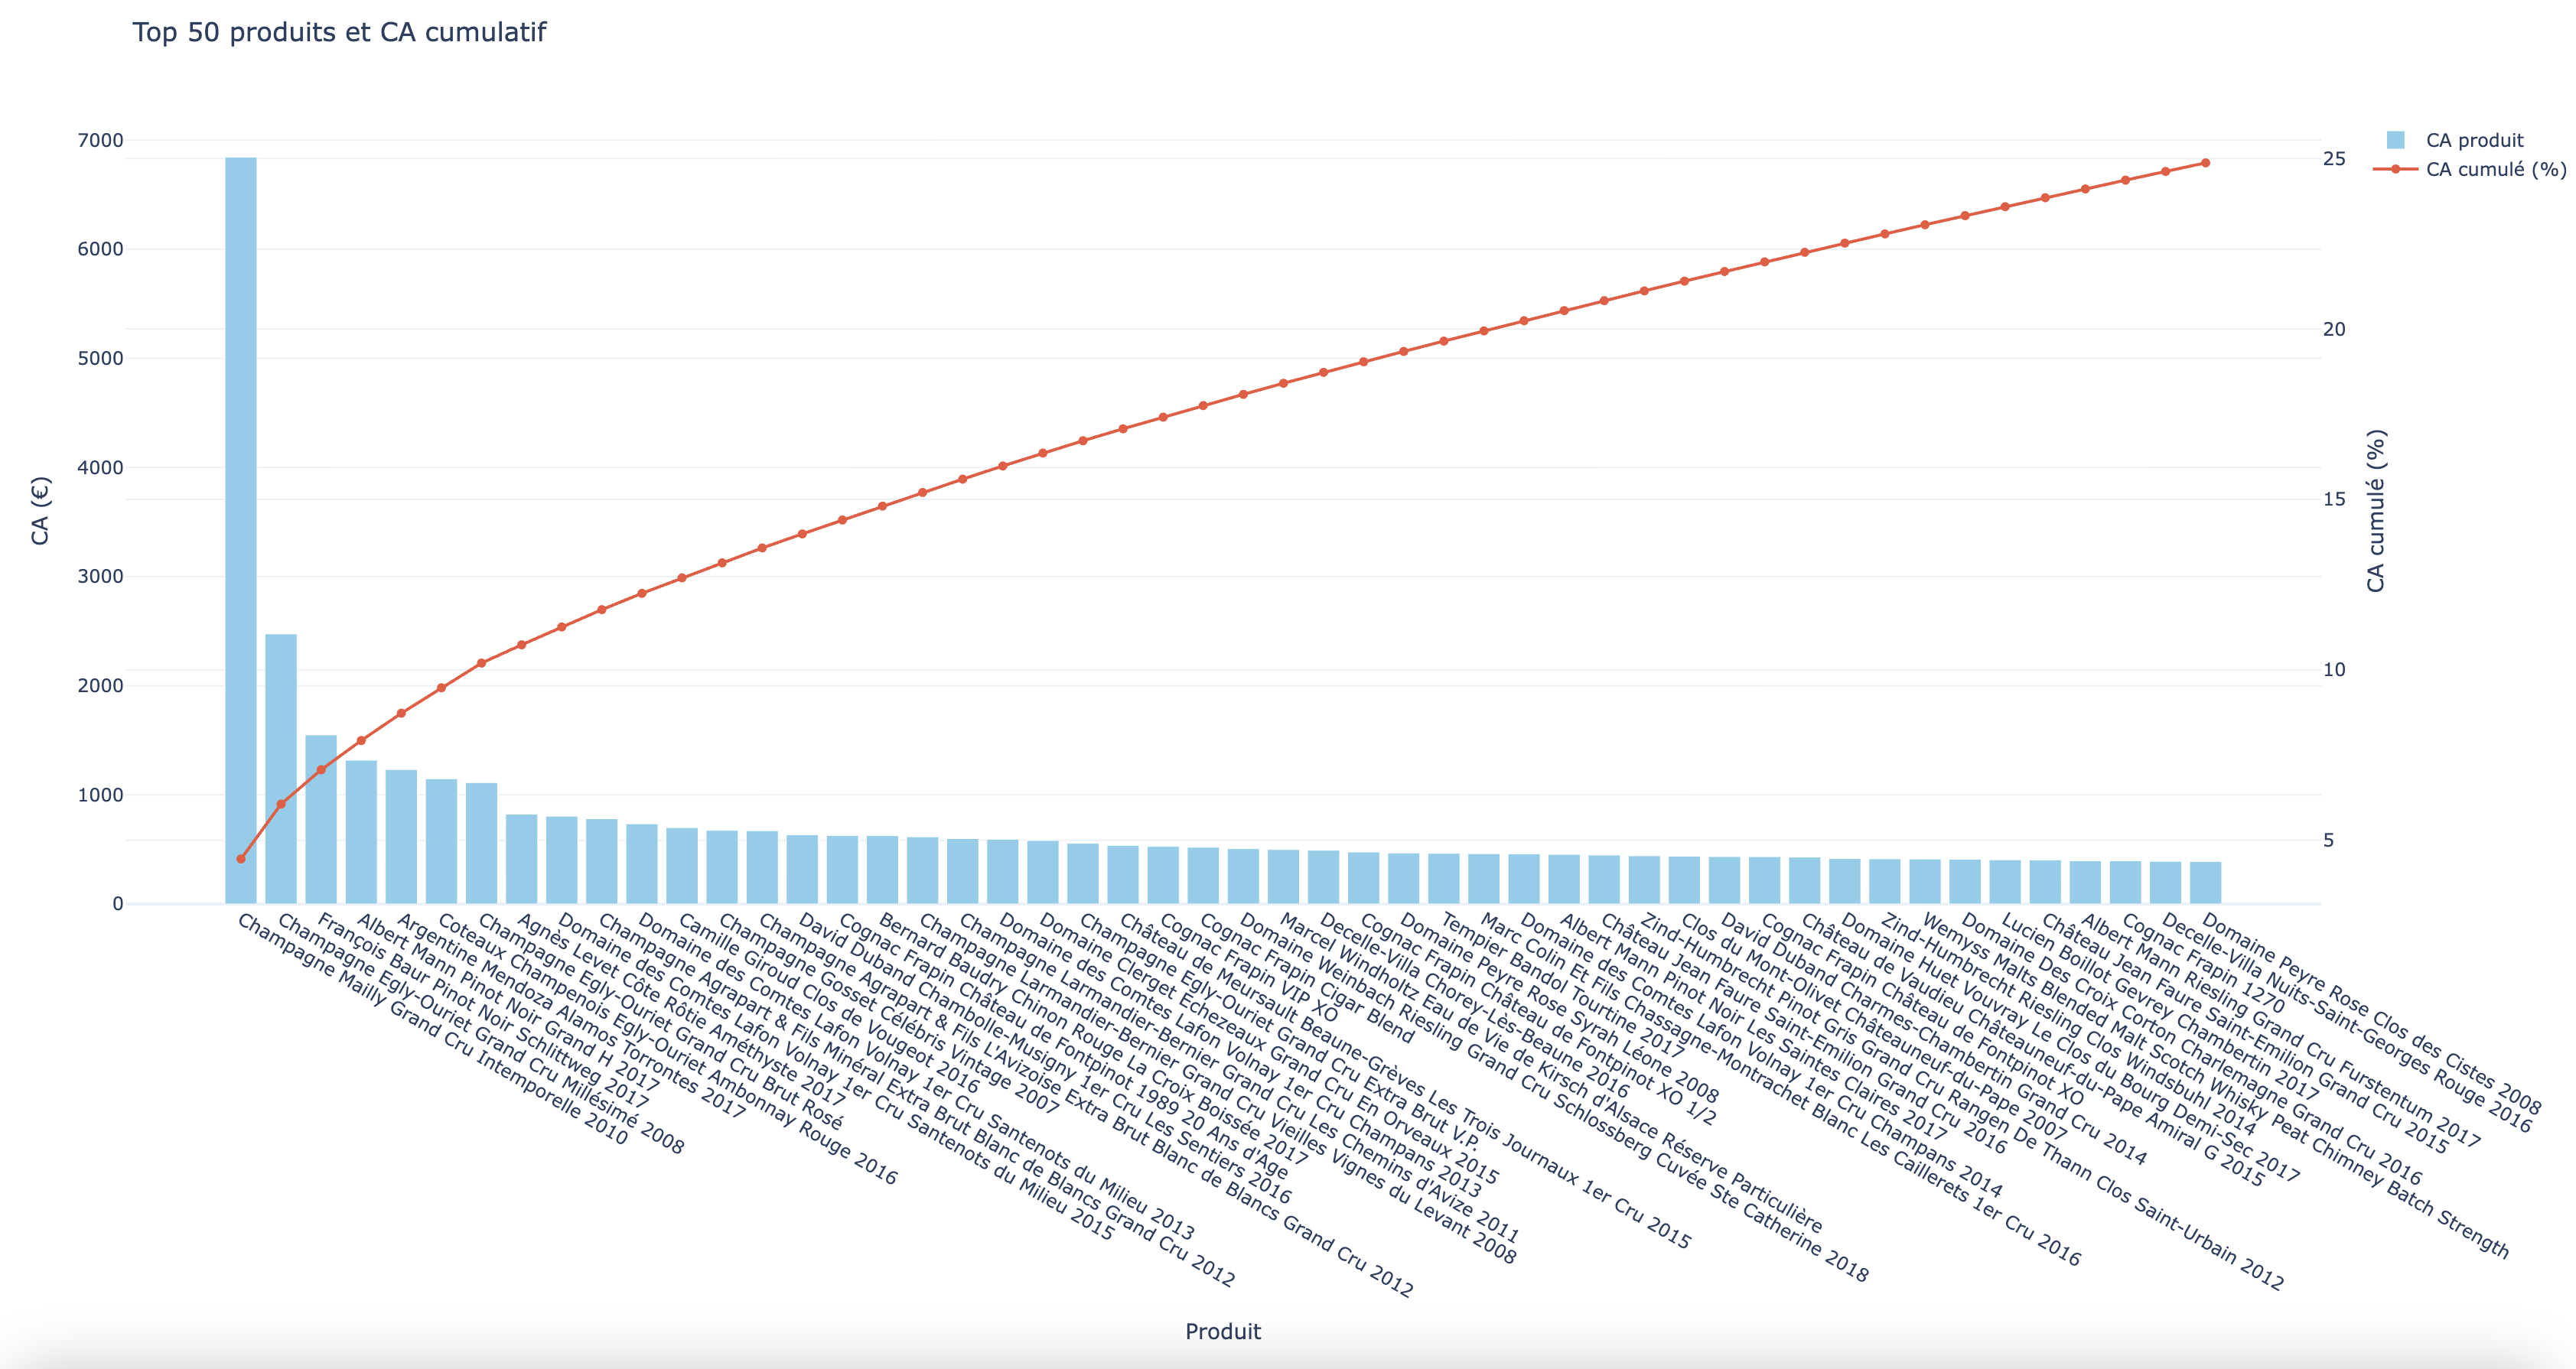 Top 50 produits et CA cumulatif
7000
6000
5000
4000
3000
2000
1000
0
CA (€)
25
20
15
10
5
CA cumulé (%)
CA produit
CA cumulé (%)
Champagne Mailly Grand Cru Intemporelle 2010
Champagne Egly-Ouriet Grand Cru Millésimé 2008
François Baur Pinot Noir Schlittweg 2017
Albert Mann Pinot Noir Grand H 2017
Argentine Mendoza Alamos Torrontes 2017
Coteaux Champenois Egly-Ouriet Ambonnay Rouge 2016
Champagne Egly-Ouriet Grand Cru Brut Rosé
Agnès Levet Côte Rôtie Améthyste 2017
Domaine des Comtes Lafon Volnay 1er Cru Santenots du Milieu 2015
Champagne Agrapart & Fils Minéral Extra Brut Blanc de Blancs Grand Cru 2012
Domaine des Comtes Lafon Volnay 1er Cru Santenots du Milieu 2013
Camille Giroud Clos de Vougeot 2016
Champagne Gosset Célébris Vintage 2007
Champagne Agrapart & Fils L'Avizoise Extra Brut Blanc de Blancs Grand Cru 2012
David Duband Chambolle-Musigny 1er Cru Les Sentiers 2016
Cognac Frapin Château de Fontpinot 1989 20 Ans d'Age
Bernard Baudry Chinon Rouge La Croix Boissée 2017
Champagne Larmandier-Bernier Grand Cru Vieilles Vignes du Levant 2008
Champagne Larmandier-Bernier Grand Cru Les Chemins d'Avize 2011
Domaine des Comtes Lafon Volnay 1er Cru Champans 2013
Domaine Clerget Echezeaux Grand Cru En Orveaux 2015
Champagne Egly-Ouriet Grand Cru Extra Brut V.P.
Château de Meursault Beaune-Grèves Les Trois Journaux 1er Cru 2015
Cognac Frapin VIP XO
Cognac Frapin Cigar Blend
Domaine Weinbach Riesling Grand Cru Schlossberg Cuvée Ste Catherine 2018
Marcel Windholtz Eau de Vie de Kirsch d'Alsace Réserve Particulière
Decelle-Villa Chorey-Lès-Beaune 2016
Cognac Frapin Château de Fontpinot XO 1/2
Domaine Peyre Rose Syrah Léone 2008
Tempier Bandol Tourtine 2017
Marc Colin Et Fils Chassagne-Montrachet Blanc Les Caillerets 1er Cru 2016
Domaine des Comtes Lafon Volnay 1er Cru Champans 2014
Albert Mann Pinot Noir Les Saintes Claires 2017
Château Jean Faure Saint-Emilion Grand Cru 2016
Zind-Humbrecht Pinot Gris Grand Cru Rangen De Thann Clos Saint-Urbain 2012
Clos du Mont-Olivet Châteauneuf-du-Pape 2007
David Duband Charmes-Chambertin Grand Cru 2014
Cognac Frapin Château de Fontpinot XO
Château de Vaudieu Châteauneuf-du-Pape Amiral G 2015
Domaine Huet Vouvray Le Clos du Bourg Demi-Sec 2017
Zind-Humbrecht Riesling Clos Windsbuhl 2014
Wemyss Malts Blended Malt Scotch Whisky Peat Chimney Batch Strength
Domaine Des Croix Corton Charlemagne Grand Cru 2016
Lucien Boillot Gevrey Chambertin 2017
Château Jean Faure Saint-Emilion Grand Cru 2015
Albert Mann Riesling Grand Cru Furstentum 2017
Cognac Frapin 1270
Decelle-Villa Nuits-Saint-Georges Rouge 2016
Domaine Peyre Rose Clos des Cistes 2008
Produit